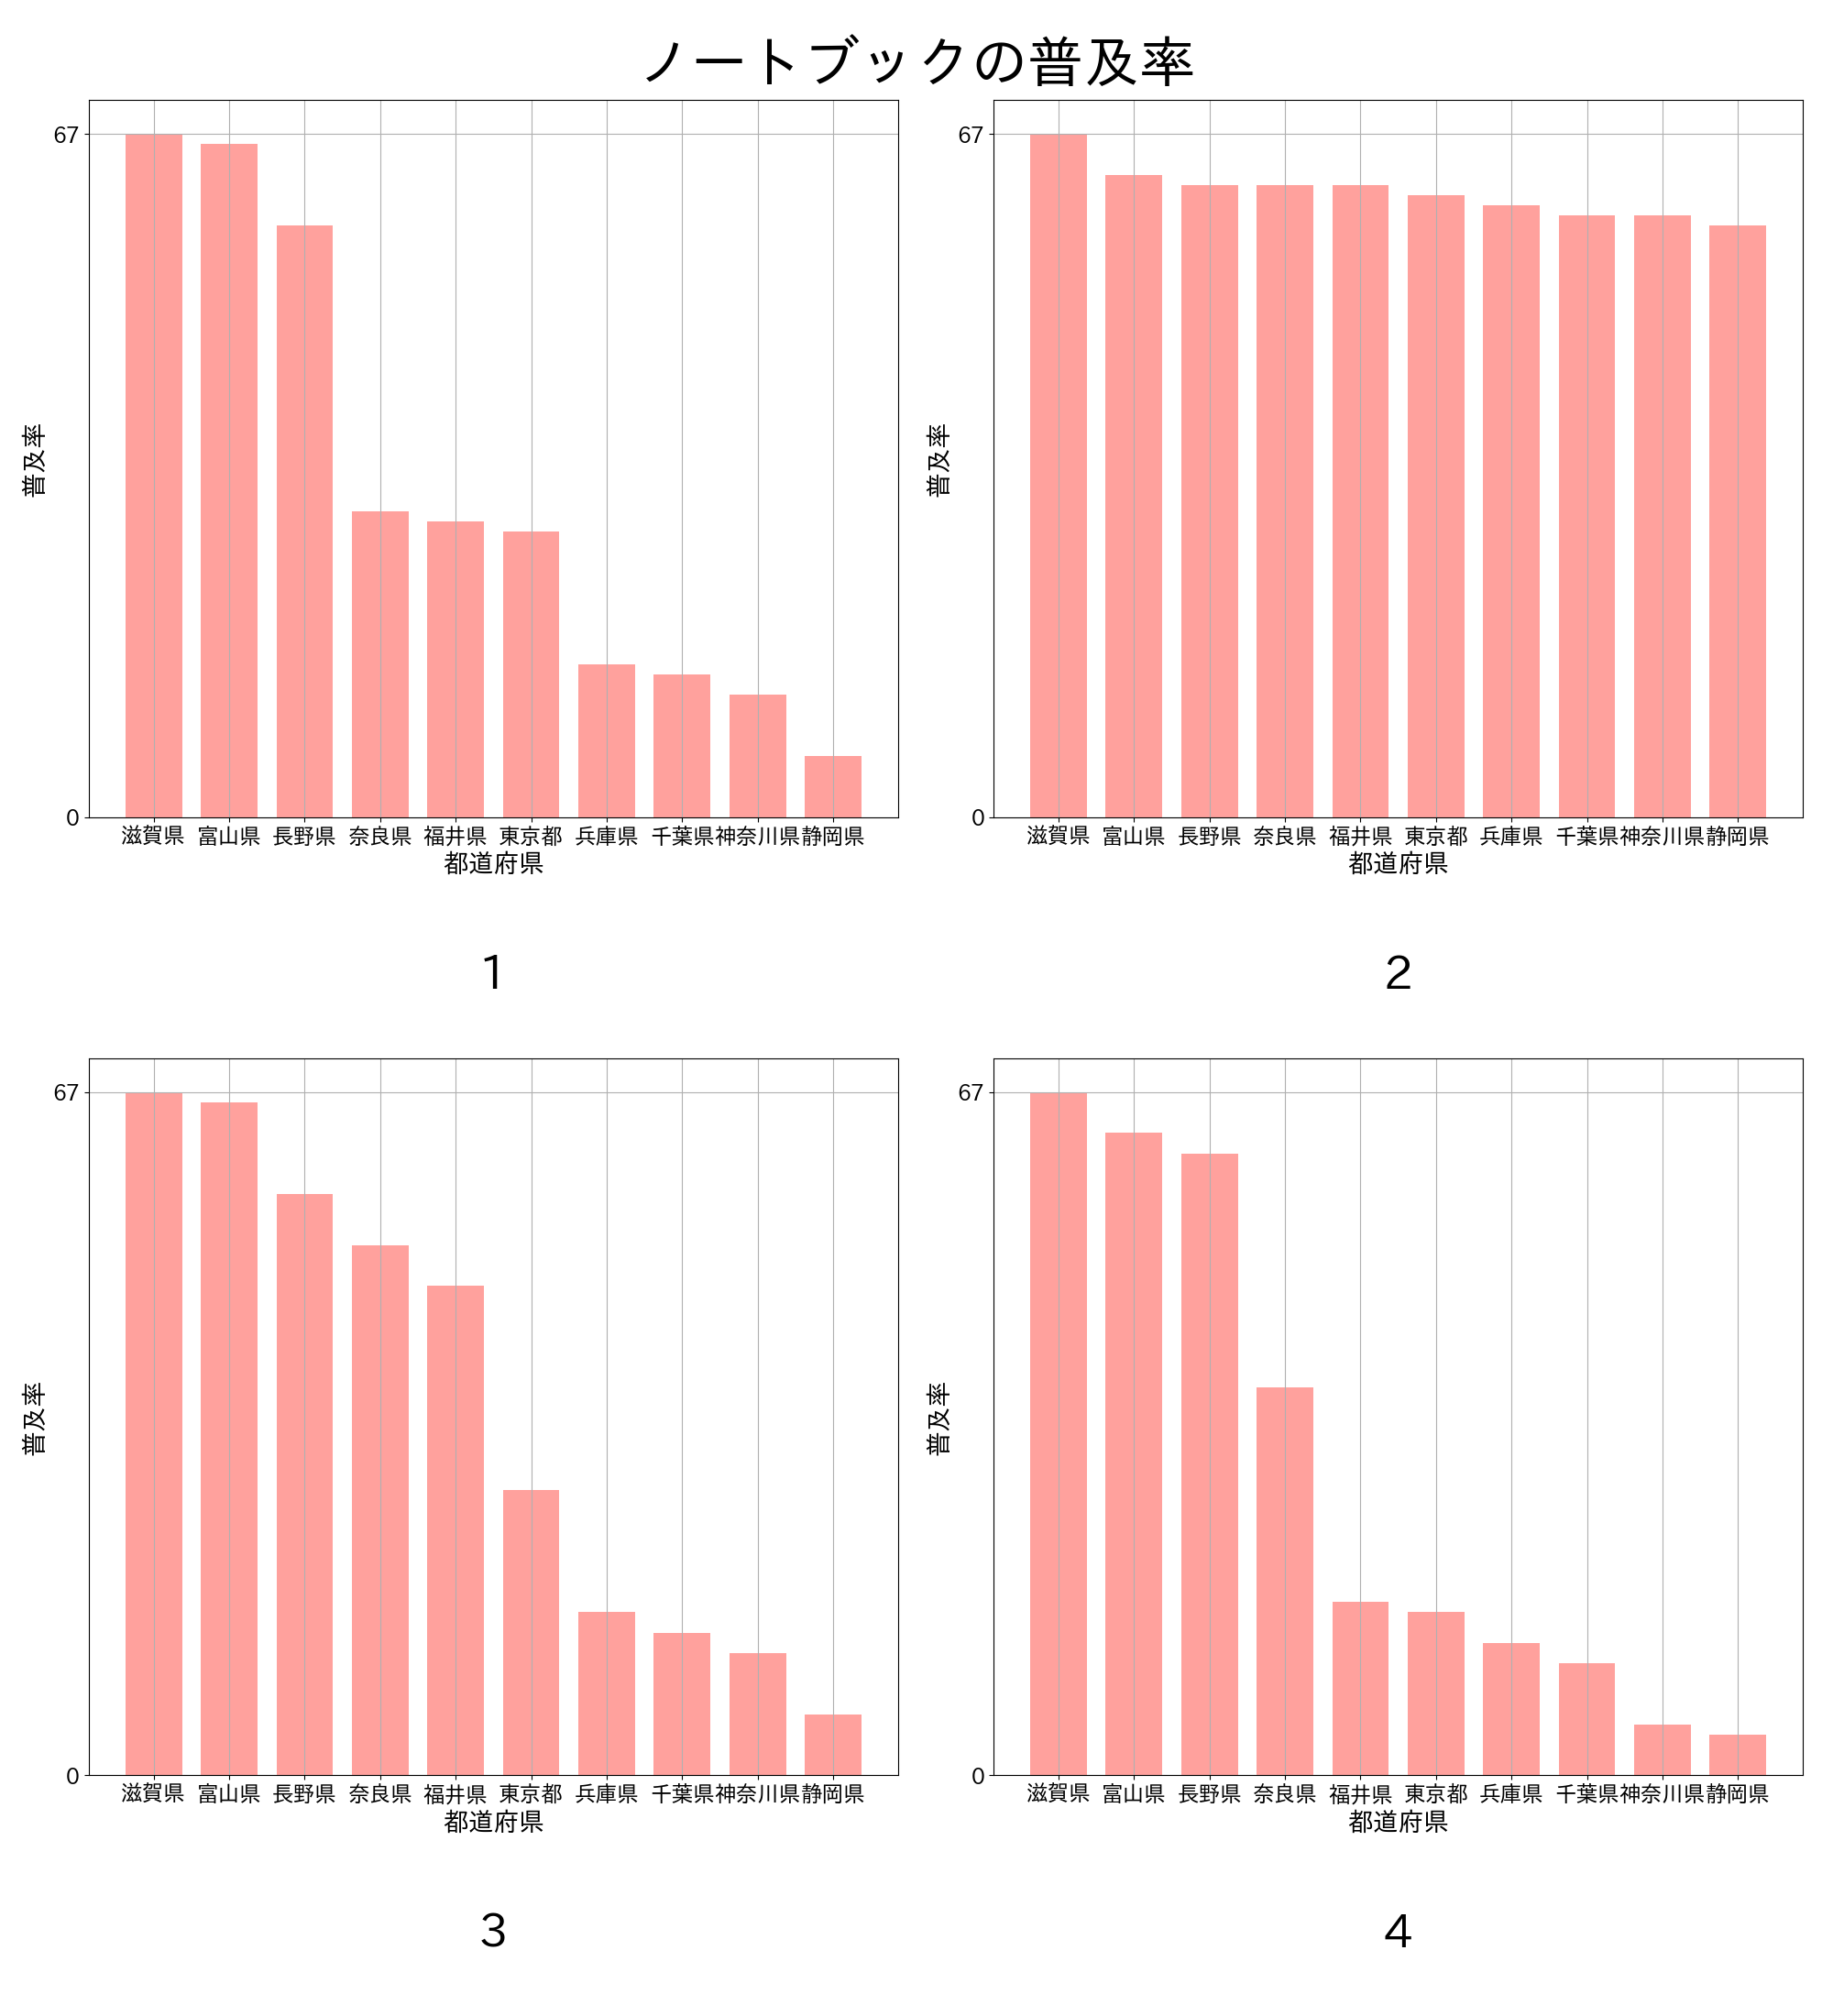 ノートブックの普及率
67
0
普及率
滋賀県 富山県 長野県 奈良県 福井県 東京都 兵庫県 千葉県 神奈川県 静岡県
都道府県
1
67
0
普及率
滋賀県 富山県 長野県 奈良県 福井県 東京都 兵庫県 千葉県 神奈川県 静岡県
都道府県
2
67
0
普及率
滋賀県 富山県 長野県 奈良県 福井県 東京都 兵庫県 千葉県 神奈川県 静岡県
都道府県
3
67
0
普及率
滋賀県 富山県 長野県 奈良県 福井県 東京都 兵庫県 千葉県 神奈川県 静岡県
都道府県
4